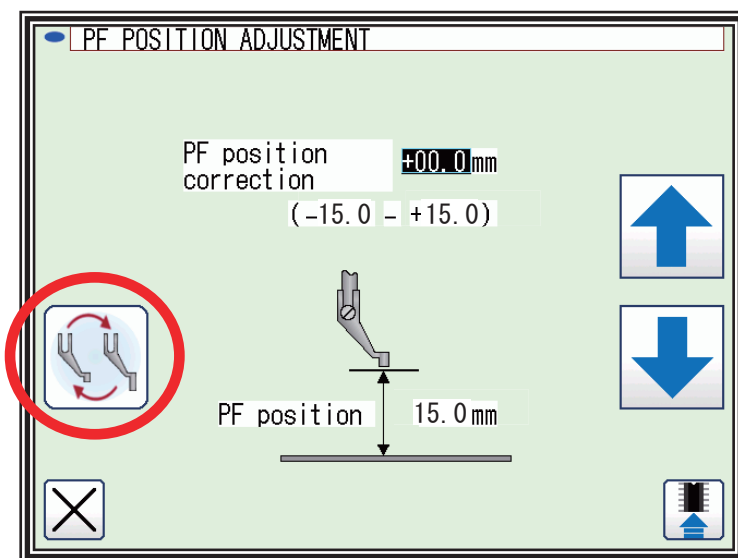 PF POSITION ADJUSTMENT
PF position +00.0mm
correction
(-15.0 - +15.0)
PF position 15.0mm